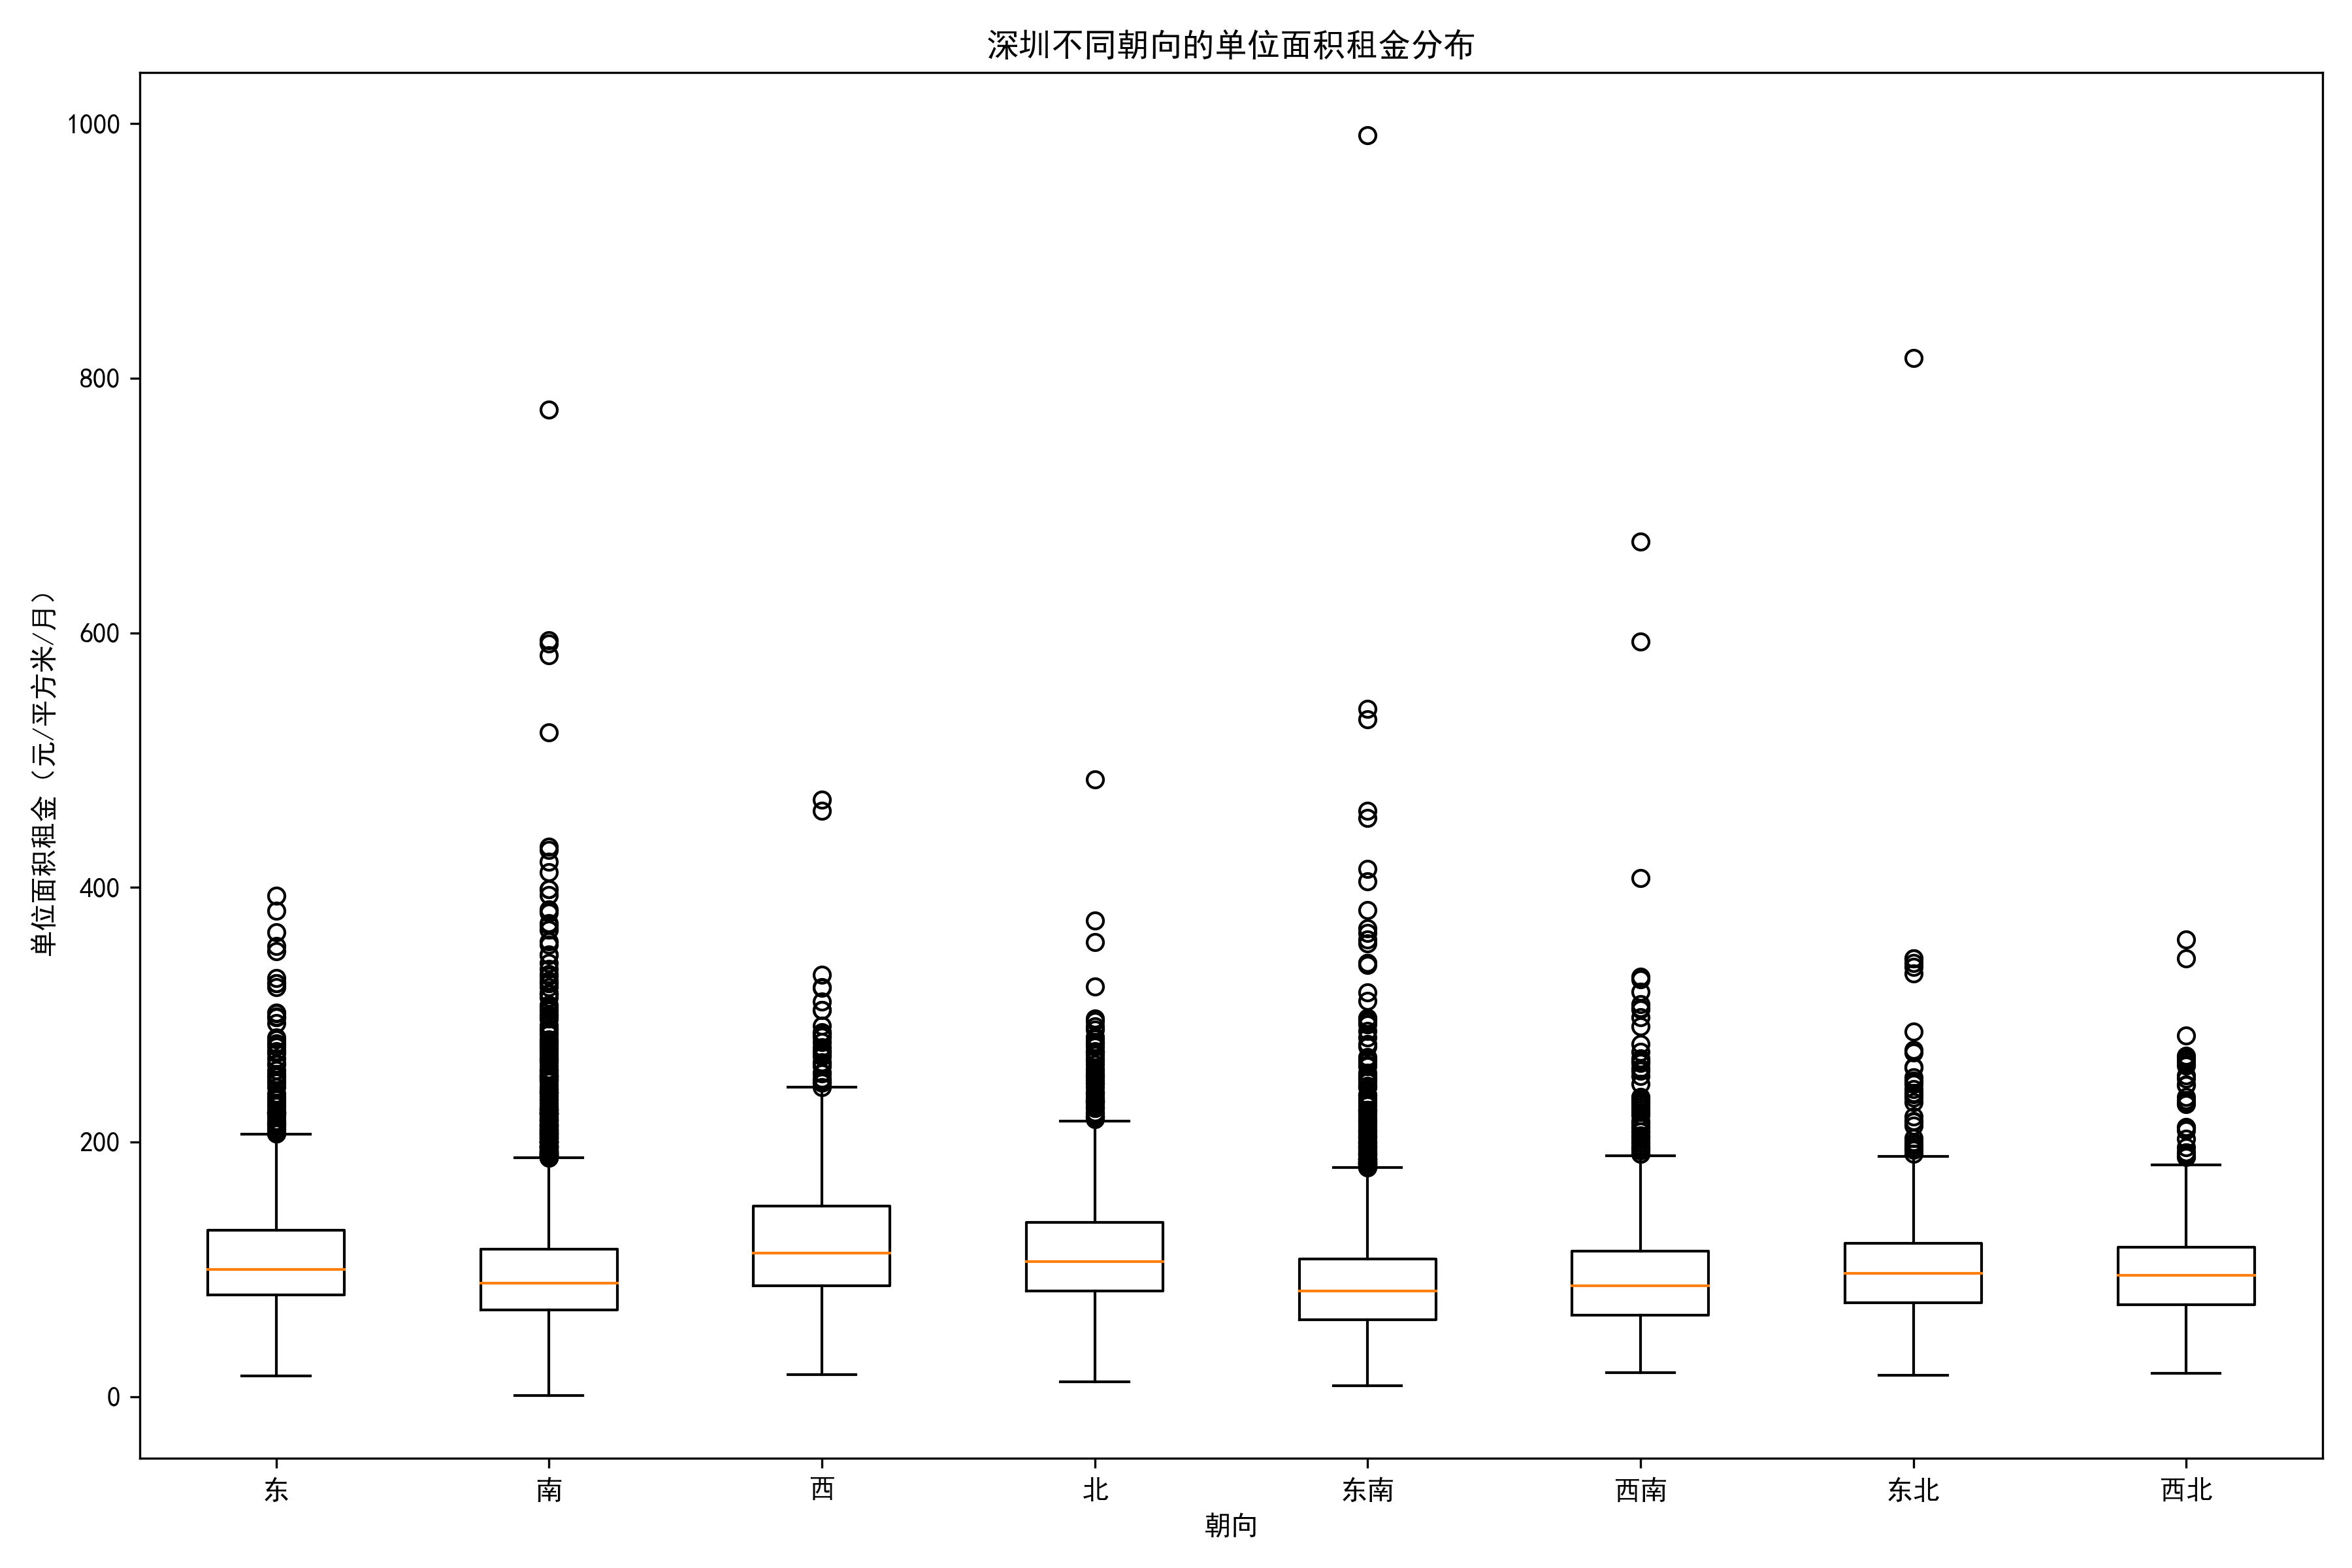 深圳不同朝向的单位面积租金分布
单位面积租金（元/平方米/月）
1000
800
600
400
200
0
东 南 西 北 东南 西南 东北 西北
朝向